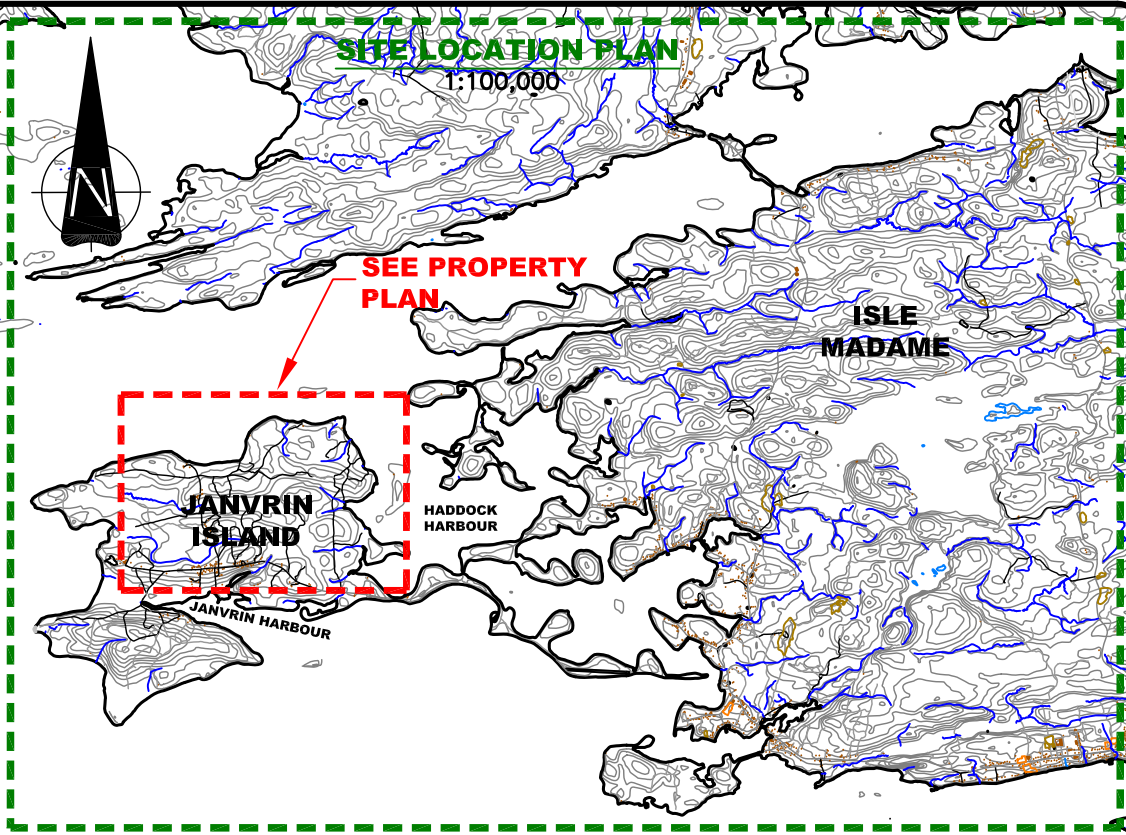 SITE LOCATION PLAN
1:100,000
N
SEE PROPERTY
PLAN
ISLE
MADAME
JANVRIN
ISLAND
HADDOCK
HARBOUR
JANVRIN HARBOUR